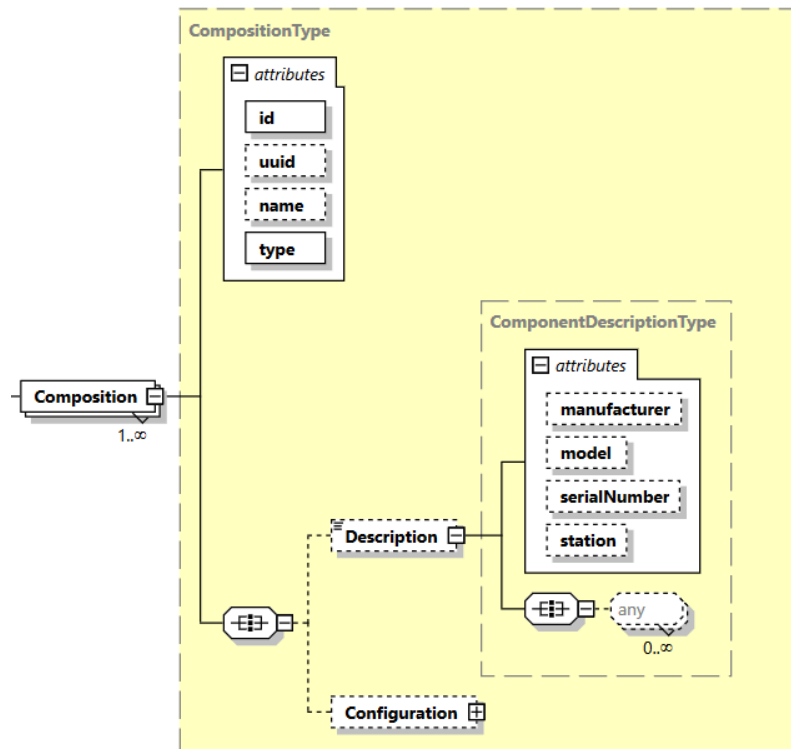 CompositionType
attributes
id
uuid
name
type
Composition
1..∞
ComponentDescriptionType
attributes
manufacturer
model
serialNumber
station
Description
any
0..∞
Configuration